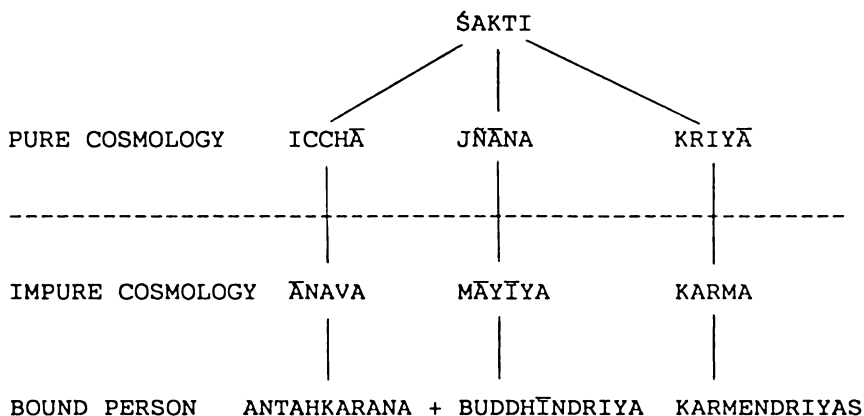 ŚAKTI
PURE COSMOLOGY ICCHĀ JÑĀNA KRIYĀ
IMPURE COSMOLOGY ĀNAVA MĀYĪYA KARMA
BOUND PERSON ANTAHKARANA + BUDDHĪNDRIYA KARMENDRIYAS